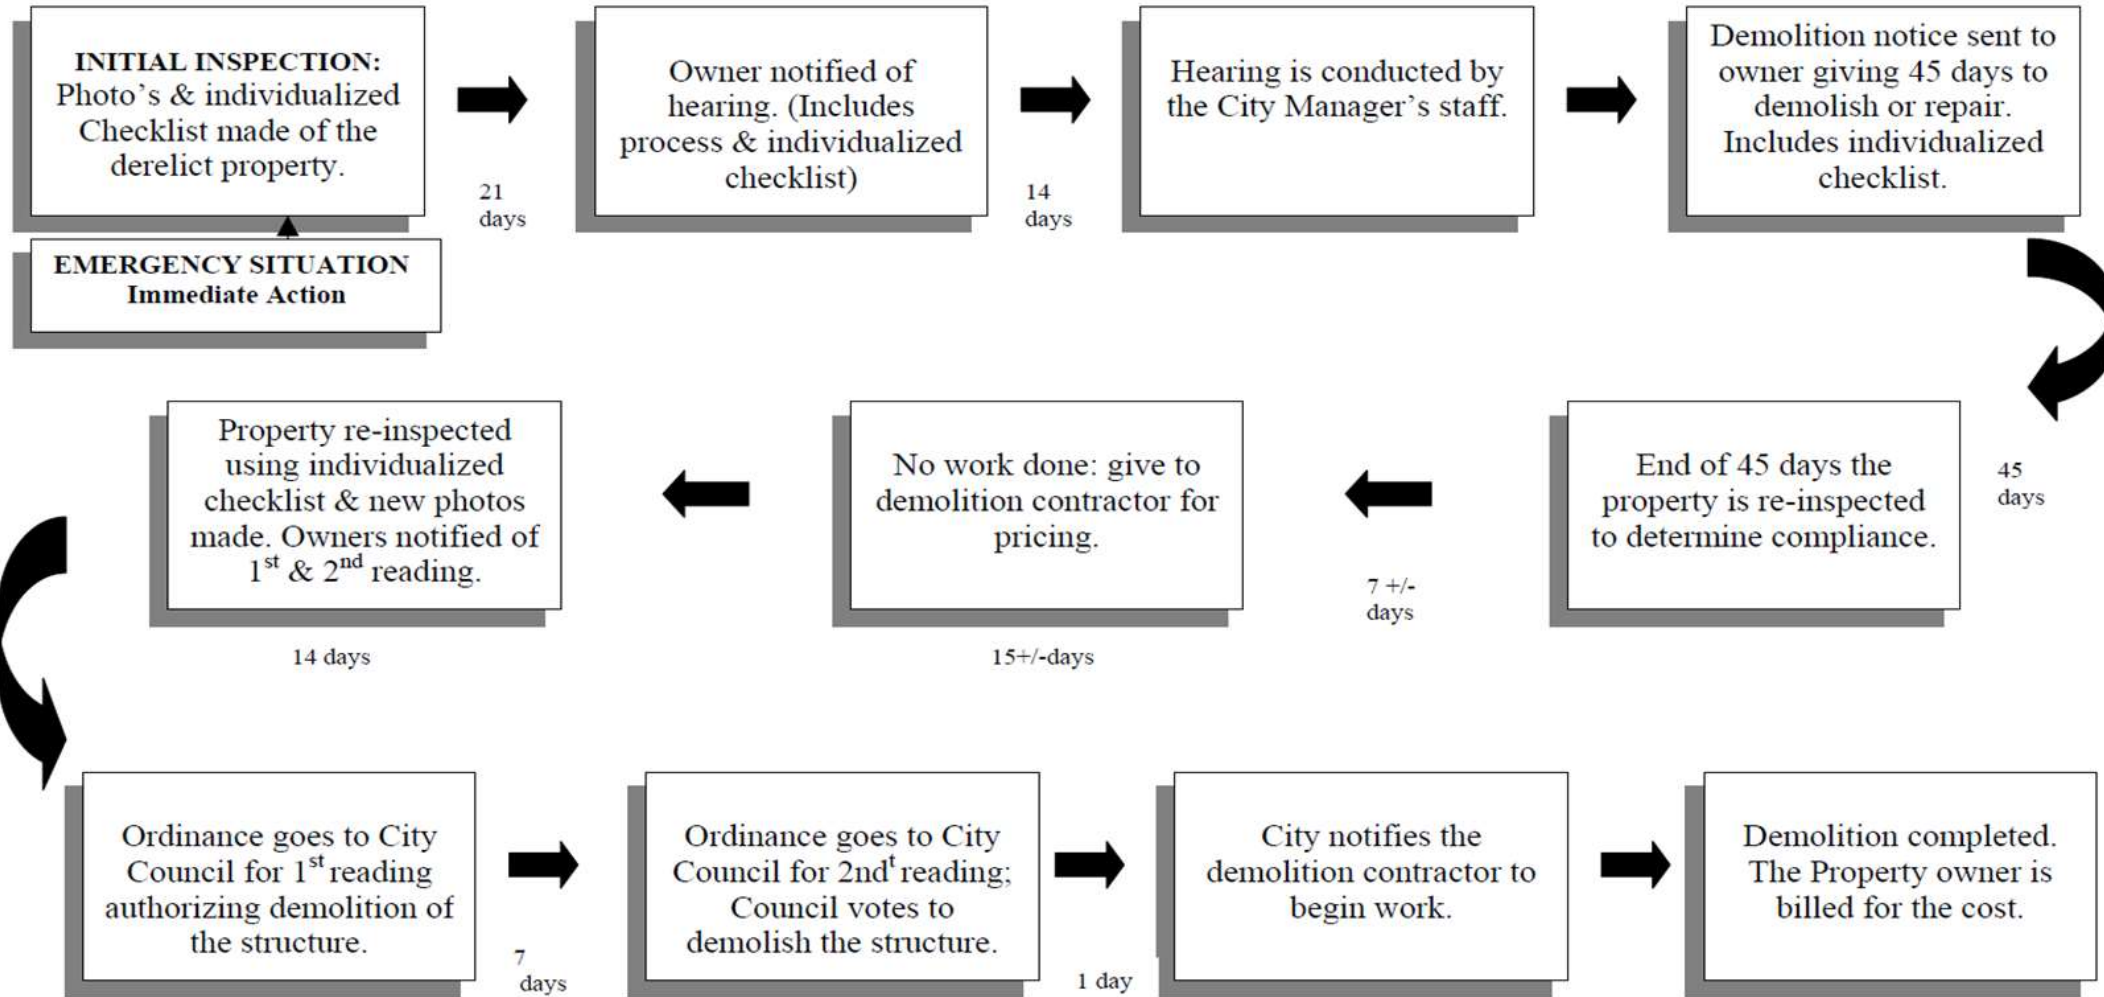 INITIAL INSPECTION:
Photo's & individualized
Checklist made of the
derelict property.
21
days
Owner notified of
hearing. (Includes
process & individualized
checklist)
14
days
Hearing is conducted by
the City Manager's staff.
Demolition notice sent to
owner giving 45 days to
demolish or repair.
Includes individualized
checklist.
EMERGENCY SITUATION
Immediate Action
45
days
End of 45 days the
property is re-inspected
to determine compliance.
7 +/-
days
No work done: give to
demolition contractor for
pricing.
15+/-days
Property re-inspected
using individualized
checklist & new photos
made. Owners notified of
1st & 2nd reading.
14 days
Ordinance goes to City
Council for 1st reading
authorizing demolition of
the structure.
7
days
Ordinance goes to City
Council for 2ndt reading;
Council votes to
demolish the structure.
1 day
City notifies the
demolition contractor to
begin work.
Demolition completed.
The Property owner is
billed for the cost.